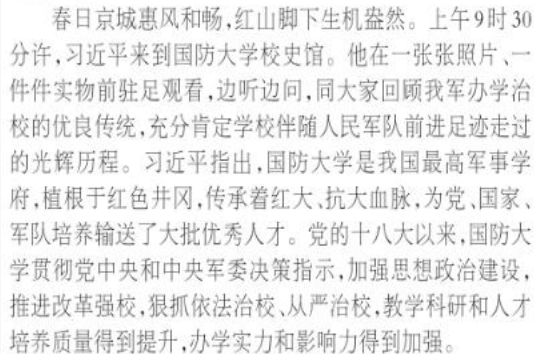 春日京城惠风和畅,红山脚下生机盎然。上午9时30
分许,习近平来到国防大学校史馆。他在一张张照片、一
件件实物前驻足观看,边听边问,同大家回顾我军办学治
校的优良传统,充分肯定学校伴随人民军队前进足迹走过
的光辉历程。习近平指出,国防大学是我国最高军事学
府,植根于红色井冈,传承着红大、抗大血脉,为党、国家、
军队培养输送了大批优秀人才。党的十八大以来,国防大
学贯彻党中央和中央军委决策指示,加强思想政治建设,
推进改革强校,狠抓依法治校、从严治校,教学科研和人才
培养质量得到提升,办学实力和影响力得到加强。